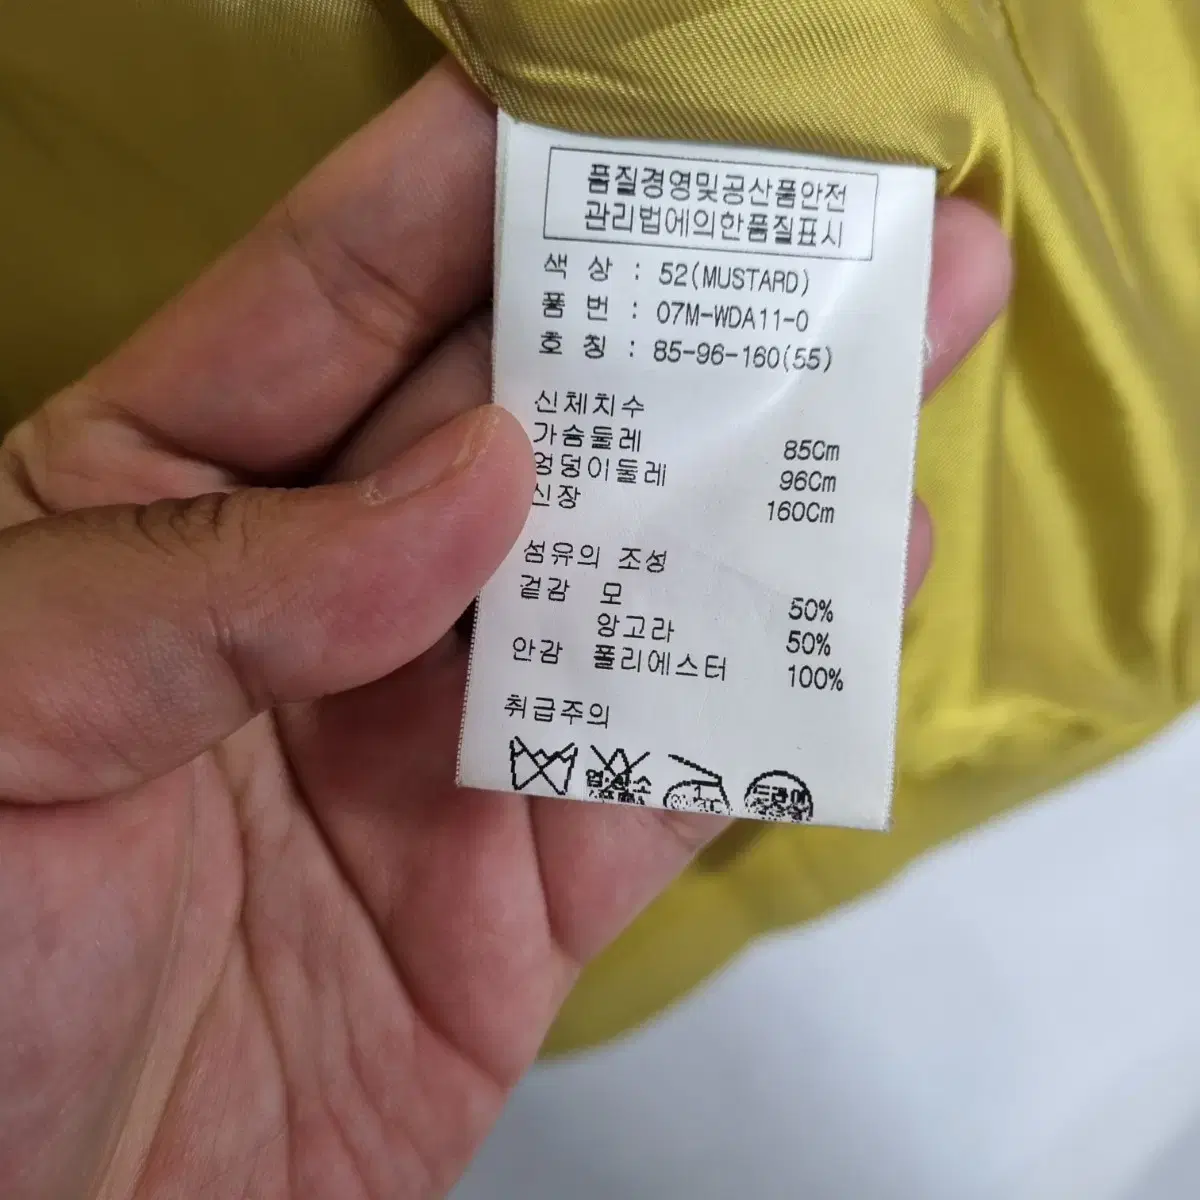 품질경영및공산품안전
관리법에의한품질표시
색 상 : 52(MUSTARD)
품 번 : 07M-WDA11-0
호 칭 : 85-96-160(55)
신체치수
가슴둘레 85Cm
엉덩이둘레 96Cm
신장 160Cm
섬유의 조성
겉감 모 50%
앙고라 50%
안감 폴리에스터 100%
취급주의